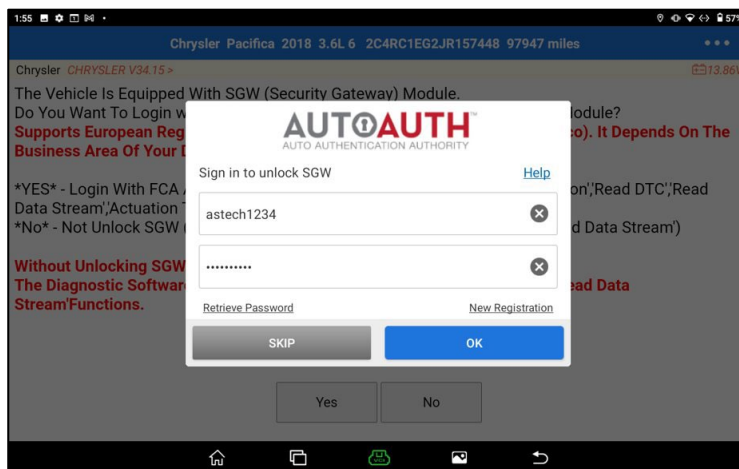 1:55
57%
Chrysler Pacifica 2018 3.6L 6 2C4RC1EG2JR157448 97947 miles
Chrysler CHRYSLER V34.15 >
13.86V
The Vehicle Is Equipped With SGW (Security Gateway) Module.
Do You Want To Login w
Supports European Reg
co). It Depends On The
Business Area Of Your
AUTOAUTH™
AUTO AUTHENTICATION AUTHORITY
Sign in to unlock SGW
Help
*YES* - Login With FCA
on','Read DTC','Read
astech1234
Data Stream','Actuation
*No* - Not Unlock SGW
d Data Stream')
••••••••••
Without Unlocking SGW
The Diagnostic Softwar
ead Data
Stream'Functions.
Retrieve Password
New Registration
SKIP
OK
Yes
No